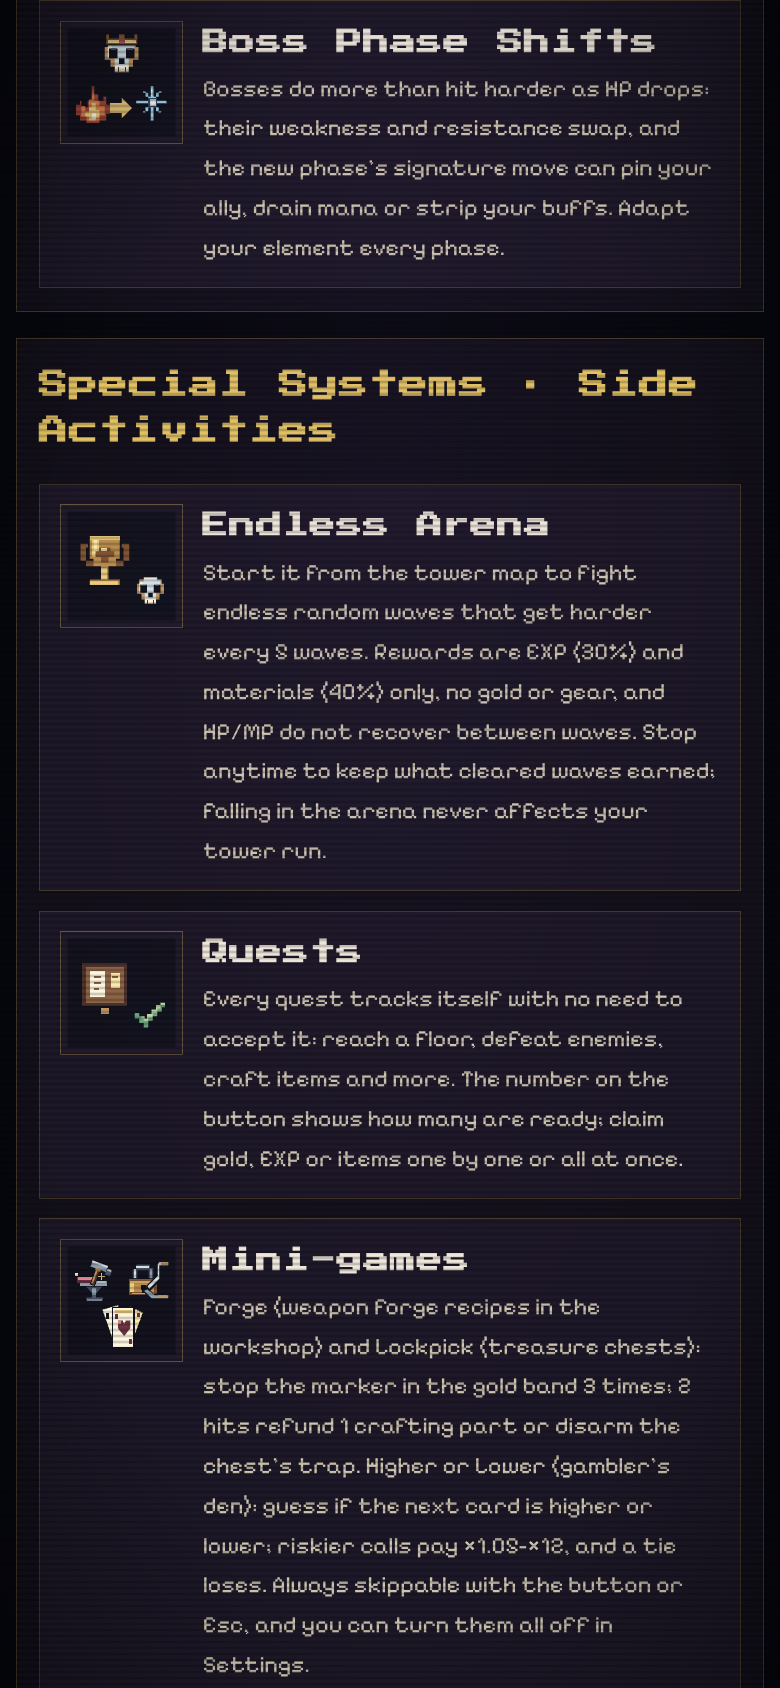 Boss Phase Shifts
Bosses do more than hit harder as HP drops:
their weakness and resistance swap, and
the new phase's signature move can pin your
ally, drain mana or strip your buffs. Adapt
your element every phase.
Special Systems · Side
Activities
Endless Arena
Start it from the tower map to fight
endless random waves that get harder
every 5 waves. Rewards are EXP (30%) and
materials (40%) only, no gold or gear, and
HP/MP do not recover between waves. Stop
anytime to keep what cleared waves earned;
falling in the arena never affects your
tower run.
Quests
Every quest tracks itself with no need to
accept it: reach a floor, defeat enemies,
craft items and more. The number on the
button shows how many are ready; claim
gold, EXP or items one by one or all at once.
Mini-games
Forge (weapon forge recipes in the
workshop) and Lockpick (treasure chests):
stop the marker in the gold band 3 times; 2
hits refund 1 crafting part or disarm the
chest's trap. Higher or Lower (gambler's
den): guess if the next card is higher or
lower; riskier calls pay ×1.05-×12, and a tie
loses. Always skippable with the button or
Esc, and you can turn them all off in
Settings.